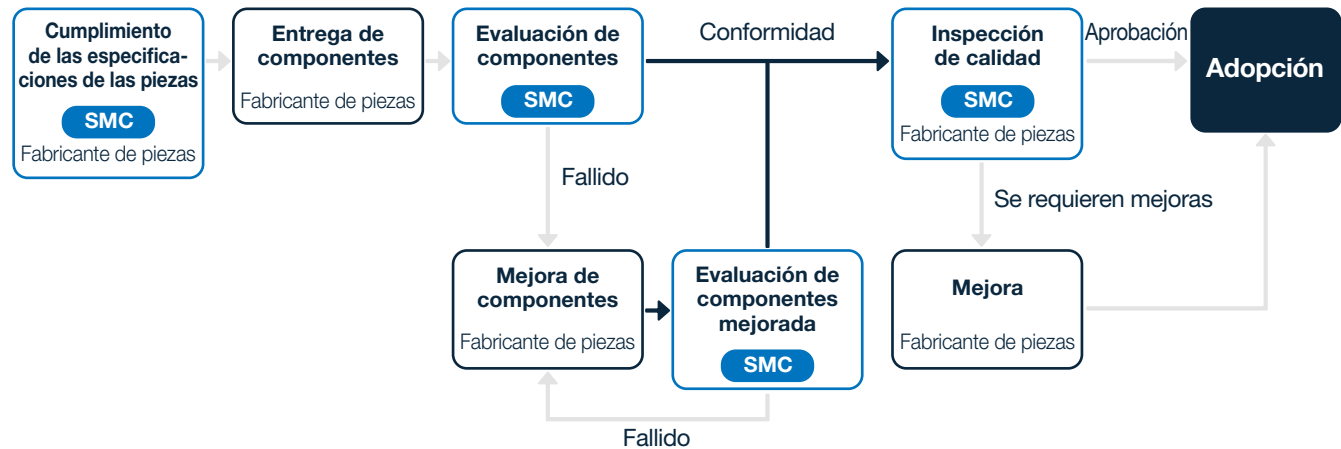 Cumplimiento
de las especifica-
ciones de las piezas
SMC
Fabricante de piezas
Entrega de
componentes
Fabricante de piezas
Evaluación de
componentes
SMC
Conformidad
Inspección
de calidad
SMC
Fabricante de piezas
Aprobación
Adopción
Fallido
Se requieren mejoras
Mejora de
componentes
Fabricante de piezas
Evaluación de
componentes
mejorada
SMC
Mejora
Fabricante de piezas
Fallido